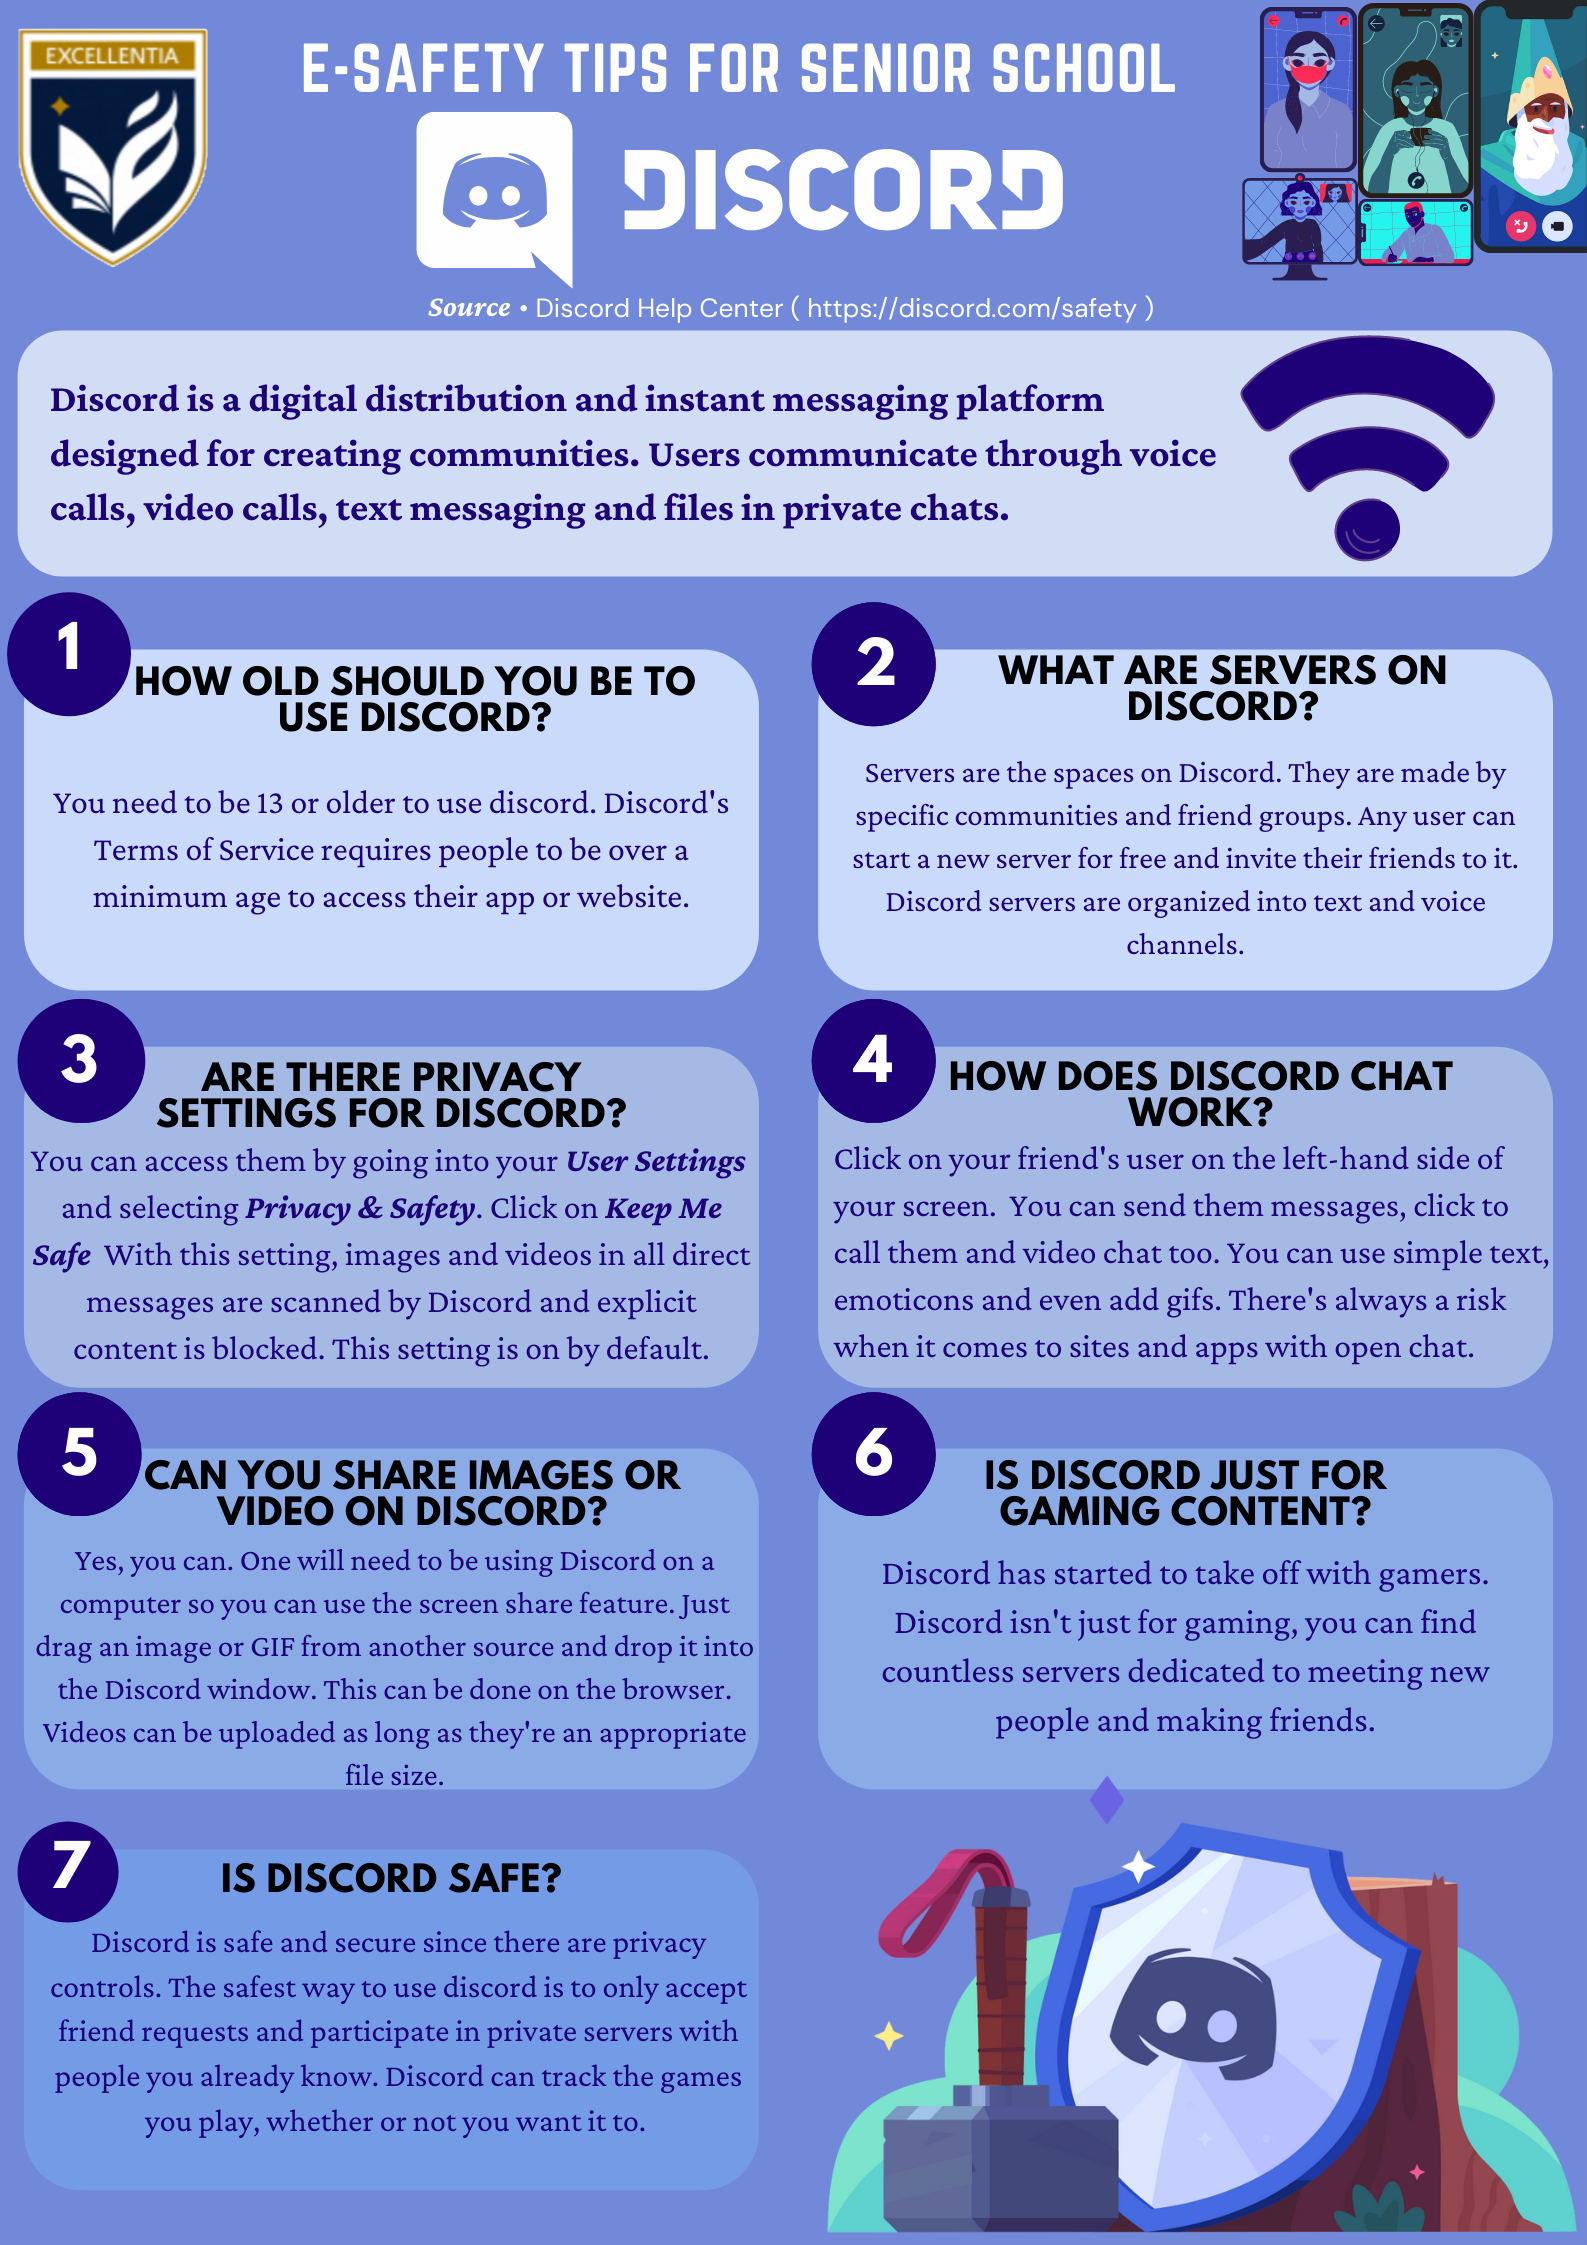 EXCELLENTIA
E-SAFETY TIPS FOR SENIOR SCHOOL
DISCORD
Source • Discord Help Center ( https://discord.com/safety )
Discord is a digital distribution and instant messaging platform
designed for creating communities. Users communicate through voice
calls, video calls, text messaging and files in private chats.
1
HOW OLD SHOULD YOU BE TO
USE DISCORD?
You need to be 13 or older to use discord. Discord's
Terms of Service requires people to be over a
minimum age to access their app or website.
2
WHAT ARE SERVERS ON
DISCORD?
Servers are the spaces on Discord. They are made by
specific communities and friend groups. Any user can
start a new server for free and invite their friends to it.
Discord servers are organized into text and voice
channels.
3
ARE THERE PRIVACY
SETTINGS FOR DISCORD?
You can access them by going into your User Settings
and selecting Privacy & Safety. Click on Keep Me
Safe With this setting, images and videos in all direct
messages are scanned by Discord and explicit
content is blocked. This setting is on by default.
4
HOW DOES DISCORD CHAT
WORK?
Click on your friend's user on the left-hand side of
your screen. You can send them messages, click to
call them and video chat too. You can use simple text,
emoticons and even add gifs. There's always a risk
when it comes to sites and apps with open chat.
5
CAN YOU SHARE IMAGES OR
VIDEO ON DISCORD?
Yes, you can. One will need to be using Discord on a
computer so you can use the screen share feature. Just
drag an image or GIF from another source and drop it into
the Discord window. This can be done on the browser.
Videos can be uploaded as long as they're an appropriate
file size.
6
IS DISCORD JUST FOR
GAMING CONTENT?
Discord has started to take off with gamers.
Discord isn't just for gaming, you can find
countless servers dedicated to meeting new
people and making friends.
7
IS DISCORD SAFE?
Discord is safe and secure since there are privacy
controls. The safest way to use discord is to only accept
friend requests and participate in private servers with
people you already know. Discord can track the games
you play, whether or not you want it to.